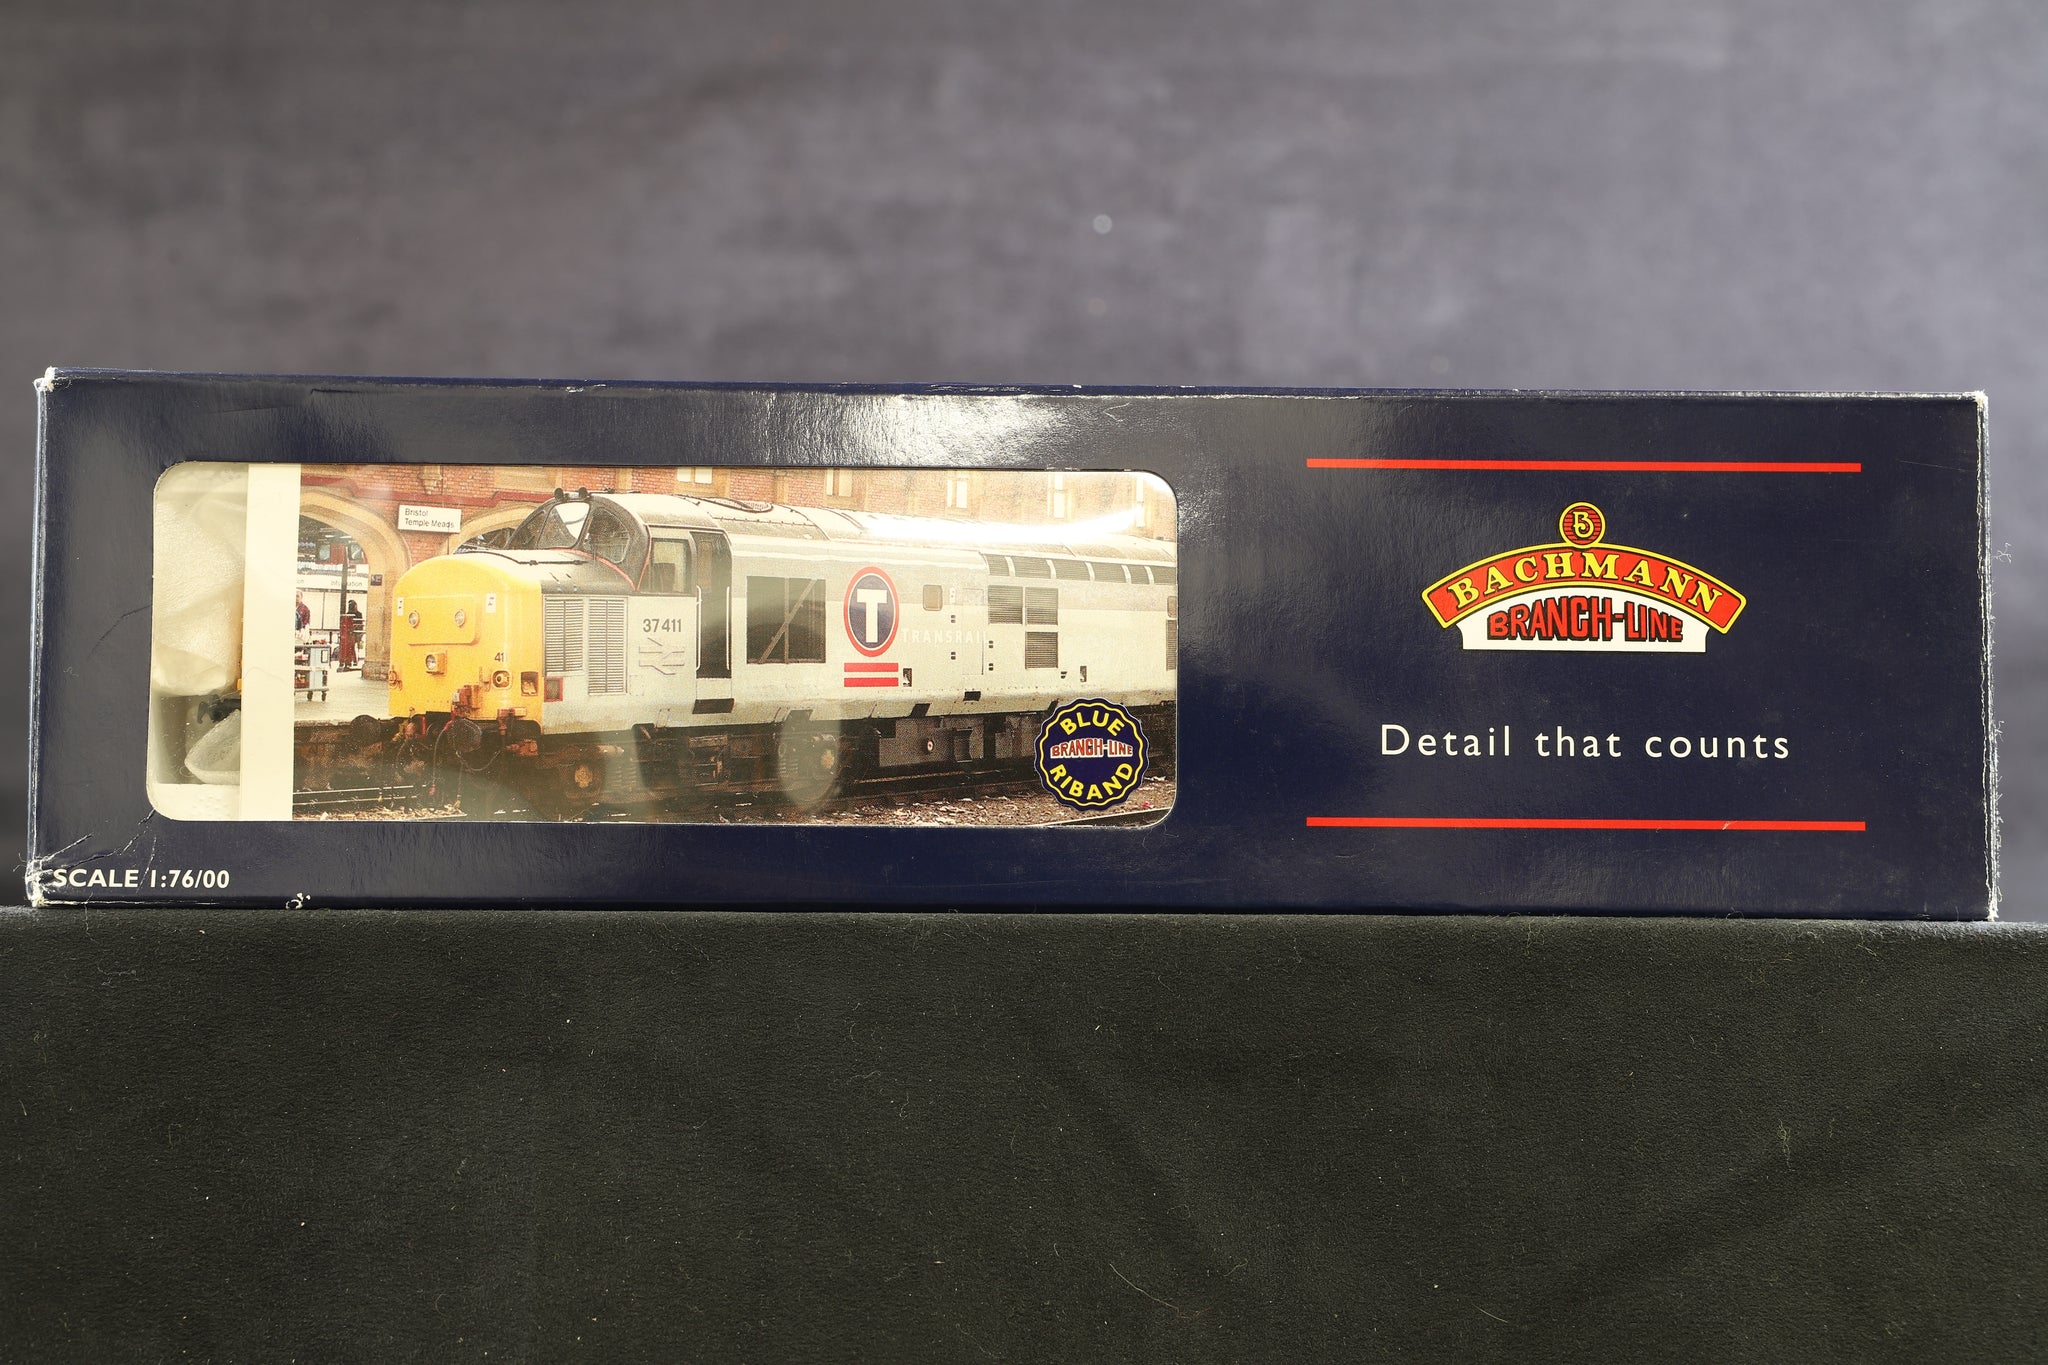 Bristol
Temple Meads
37411
41
T
TRANSRAIL
BLUE
BRANCH-LINE
RIBAND
B
BACHMANN
BRANCH-LINE
Detail that counts
SCALE 1:76/00